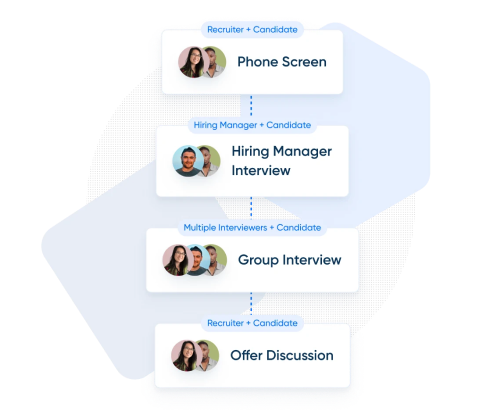 Recruiter + Candidate
Phone Screen
Hiring Manager + Candidate
Hiring Manager
Interview
Multiple Interviewers + Candidate
Group Interview
Recruiter + Candidate
Offer Discussion